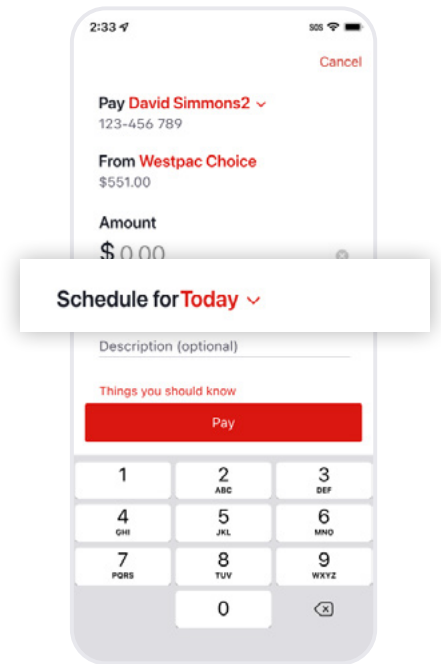 2:33
SOS
Cancel
Pay David Simmons2
123-456 789
From Westpac Choice
$551.00
Amount
$ 0.00
Schedule for Today
Description (optional)
Things you should know
Pay
1 2 3
ABC DEF
4 5 6
GHI JKL MNO
7 8 9
PQRS TUV WXYZ
0